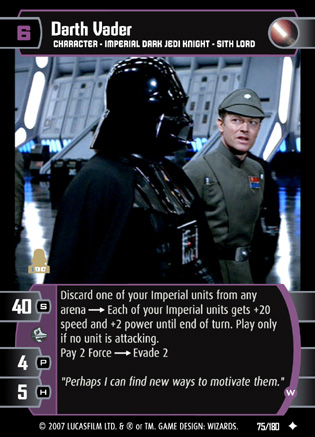 6
Darth Vader
CHARACTER • IMPERIAL DARK JEDI KNIGHT • SITH LORD
40 S
4 P
5 H
Discard one of your Imperial units from any
arena → Each of your Imperial units gets +20
speed and +2 power until end of turn. Play only
if no unit is attacking.
Pay 2 Force → Evade 2
"Perhaps I can find new ways to motivate them."
W
© 2007 LUCASFILM LTD. & ® or TM. GAME DESIGN: WIZARDS.
75/180